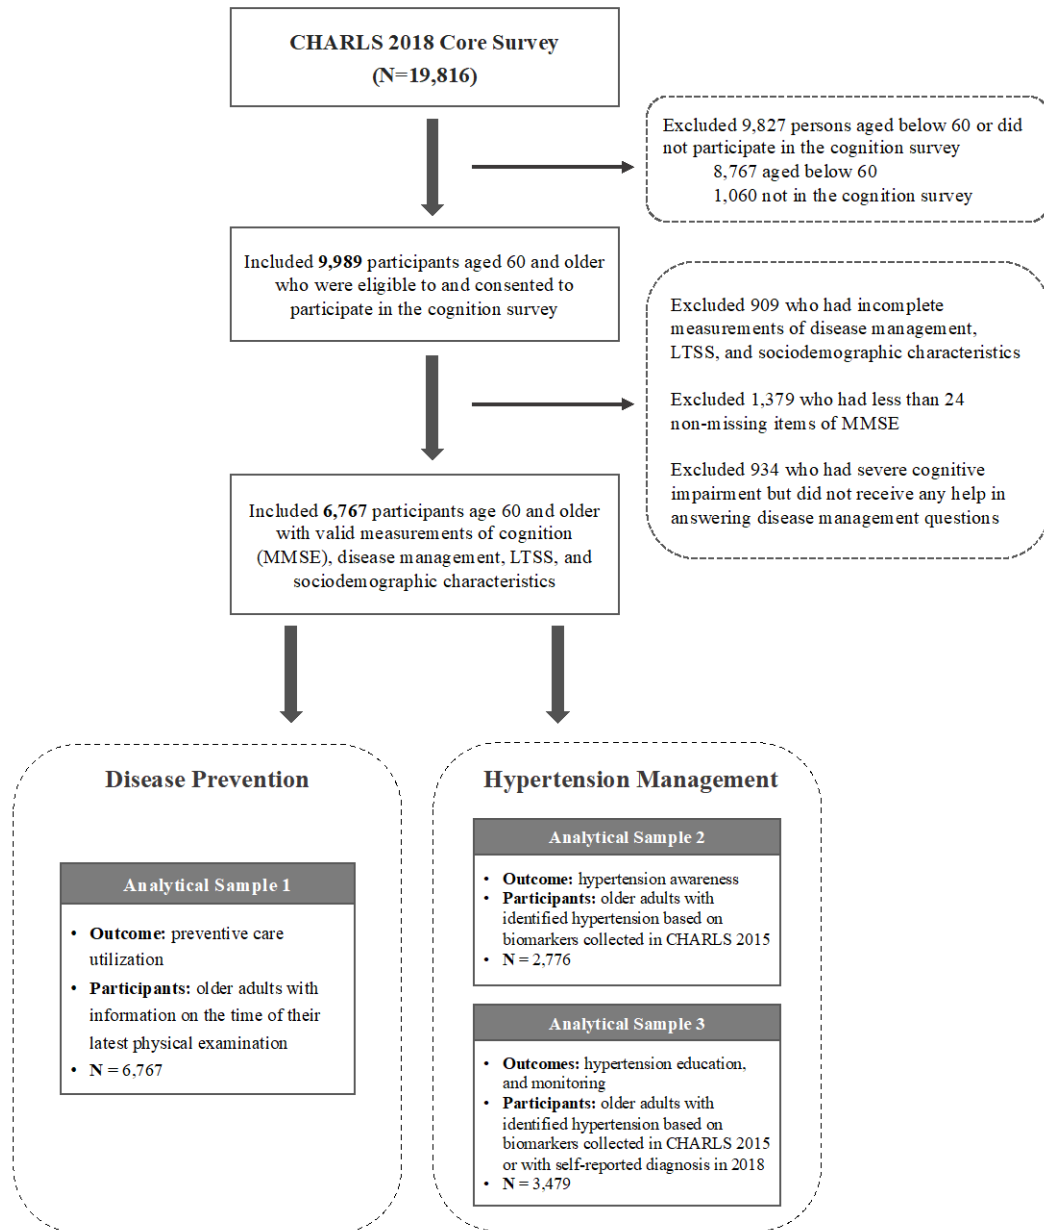 CHARLS 2018 Core Survey
(N=19,816)
Excluded 9,827 persons aged below 60 or did
not participate in the cognition survey
8,767 aged below 60
1,060 not in the cognition survey
Included 9,989 participants aged 60 and older
who were eligible to and consented to
participate in the cognition survey
Excluded 909 who had incomplete
measurements of disease management,
LTSS, and sociodemographic characteristics
Excluded 1,379 who had less than 24
non-missing items of MMSE
Excluded 934 who had severe cognitive
impairment but did not receive any help in
answering disease management questions
Included 6,767 participants age 60 and older
with valid measurements of cognition
(MMSE), disease management, LTSS, and
sociodemographic characteristics
Disease Prevention
Analytical Sample 1
• Outcome: preventive care
utilization
• Participants: older adults with
information on the time of their
latest physical examination
• N = 6,767
Hypertension Management
Analytical Sample 2
• Outcome: hypertension awareness
• Participants: older adults with
identified hypertension based on
biomarkers collected in CHARLS 2015
• N = 2,776
Analytical Sample 3
• Outcomes: hypertension education,
and monitoring
• Participants: older adults with
identified hypertension based on
biomarkers collected in CHARLS 2015
or with self-reported diagnosis in 2018
• N = 3,479